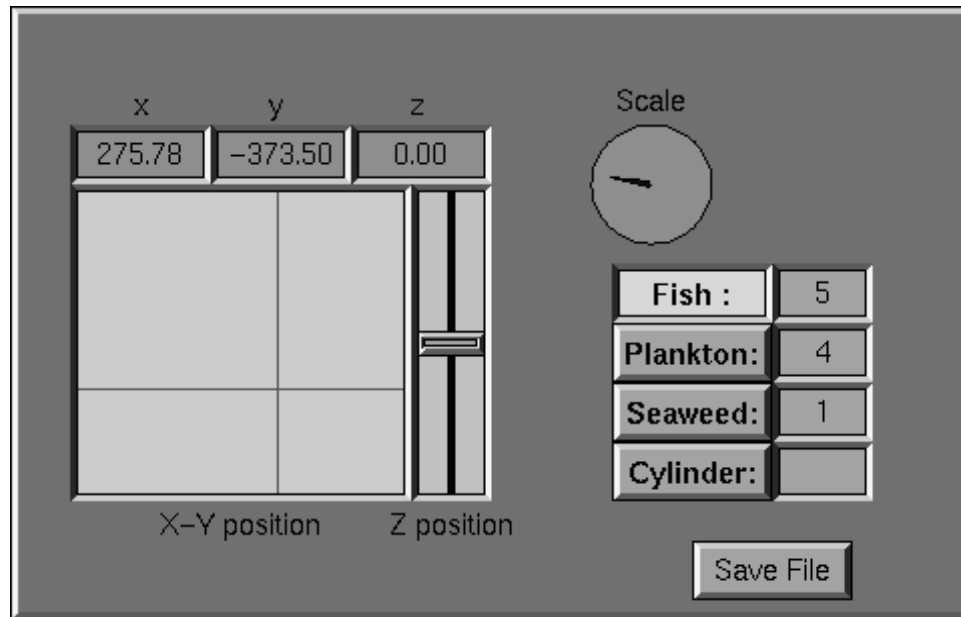 x y z
275.78 −373.50 0.00
X−Y position Z position
Scale
Fish : 5
Plankton: 4
Seaweed: 1
Cylinder:
Save File